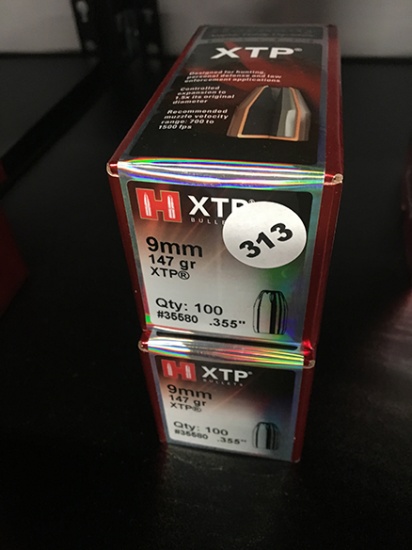 XTP®
Designed for hunting,
personal defense and law
enforcement applications
Controlled
expansion to
1.5x its original
diameter
Recommended
muzzle velocity
range: 700 to
1500 fps
H XTP
BULLETS
313
9mm
147 gr
XTP®
Qty: 100
#35580 .355"
H XTP
BULLETS
9mm
147 gr
XTP®
Qty: 100
#35580 .355"